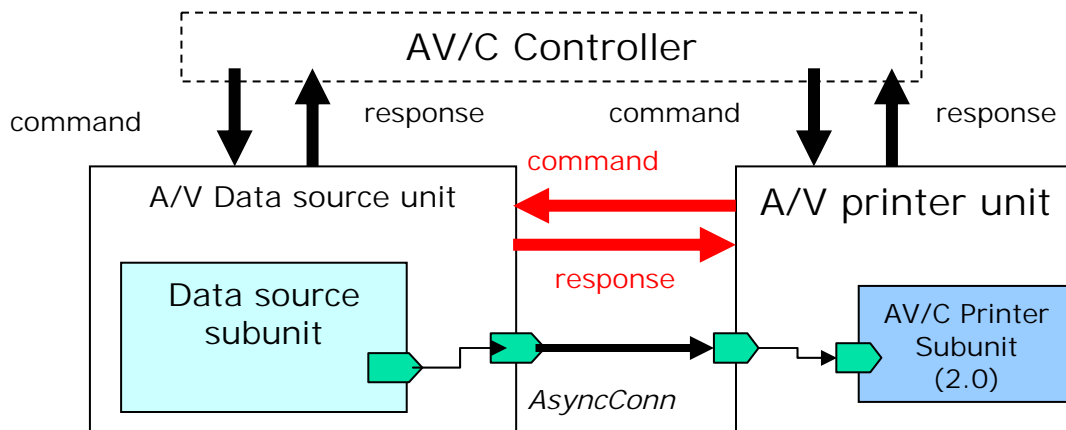 AV/C Controller
command
response
command
response
command
A/V Data source unit
A/V printer unit
response
Data source
subunit
AV/C Printer
Subunit
(2.0)
AsyncConn